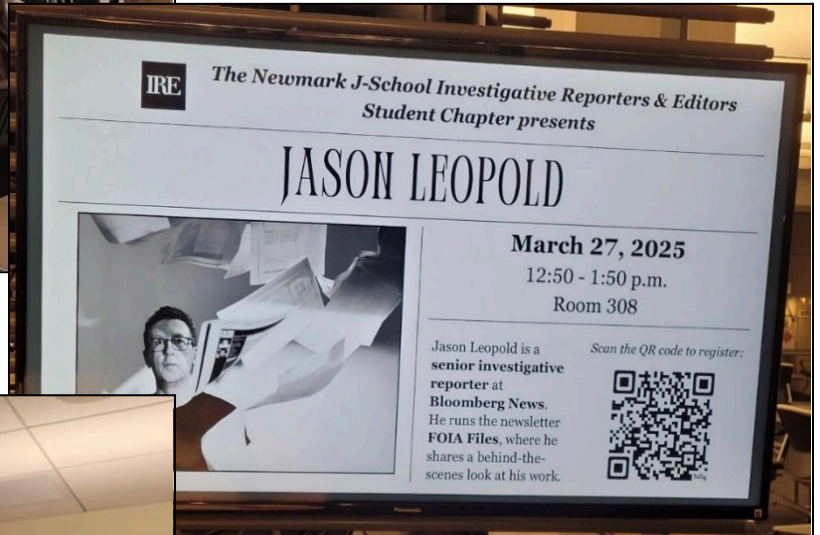 IRE
The Newmark J-School Investigative Reporters & Editors
Student Chapter presents
JASON LEOPOLD
March 27, 2025
12:50 - 1:50 p.m.
Room 308
Jason Leopold is a
senior investigative
reporter at
Bloomberg News.
He runs the newsletter
FOIA Files, where he
shares a behind-the-
scenes look at his work.
Scan the QR code to register:
bitly
Panasonic